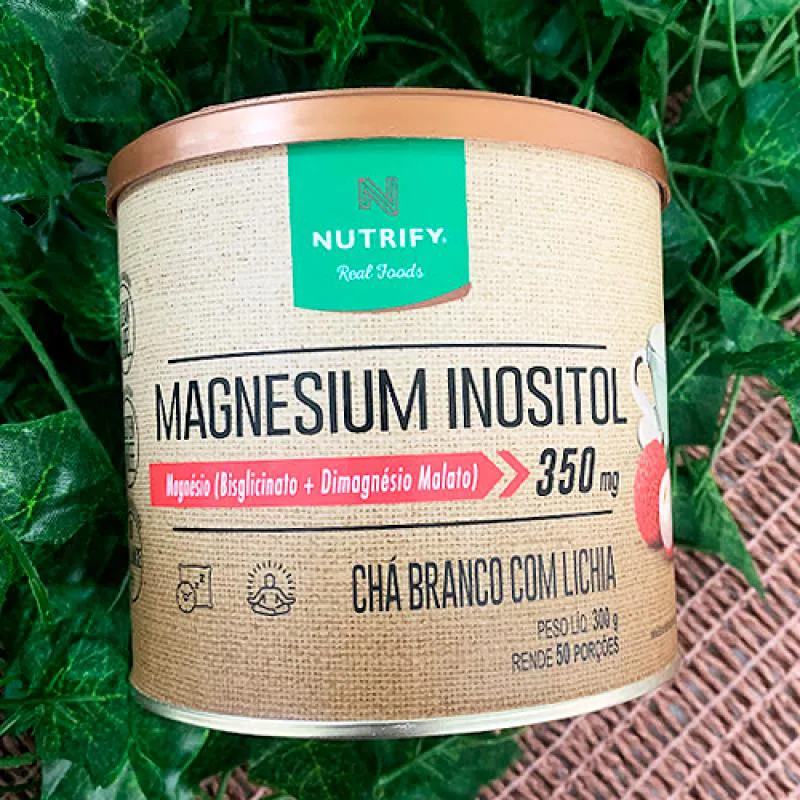 NUTRIFY®
Real Foods
MAGNESIUM INOSITOL
Magnésio (Bisglicinato + Dimagnésio Malato)
350 mg
CHÁ BRANCO COM LICHIA
PESO LÍQ. 300 g
RENDE 50 PORÇÕES